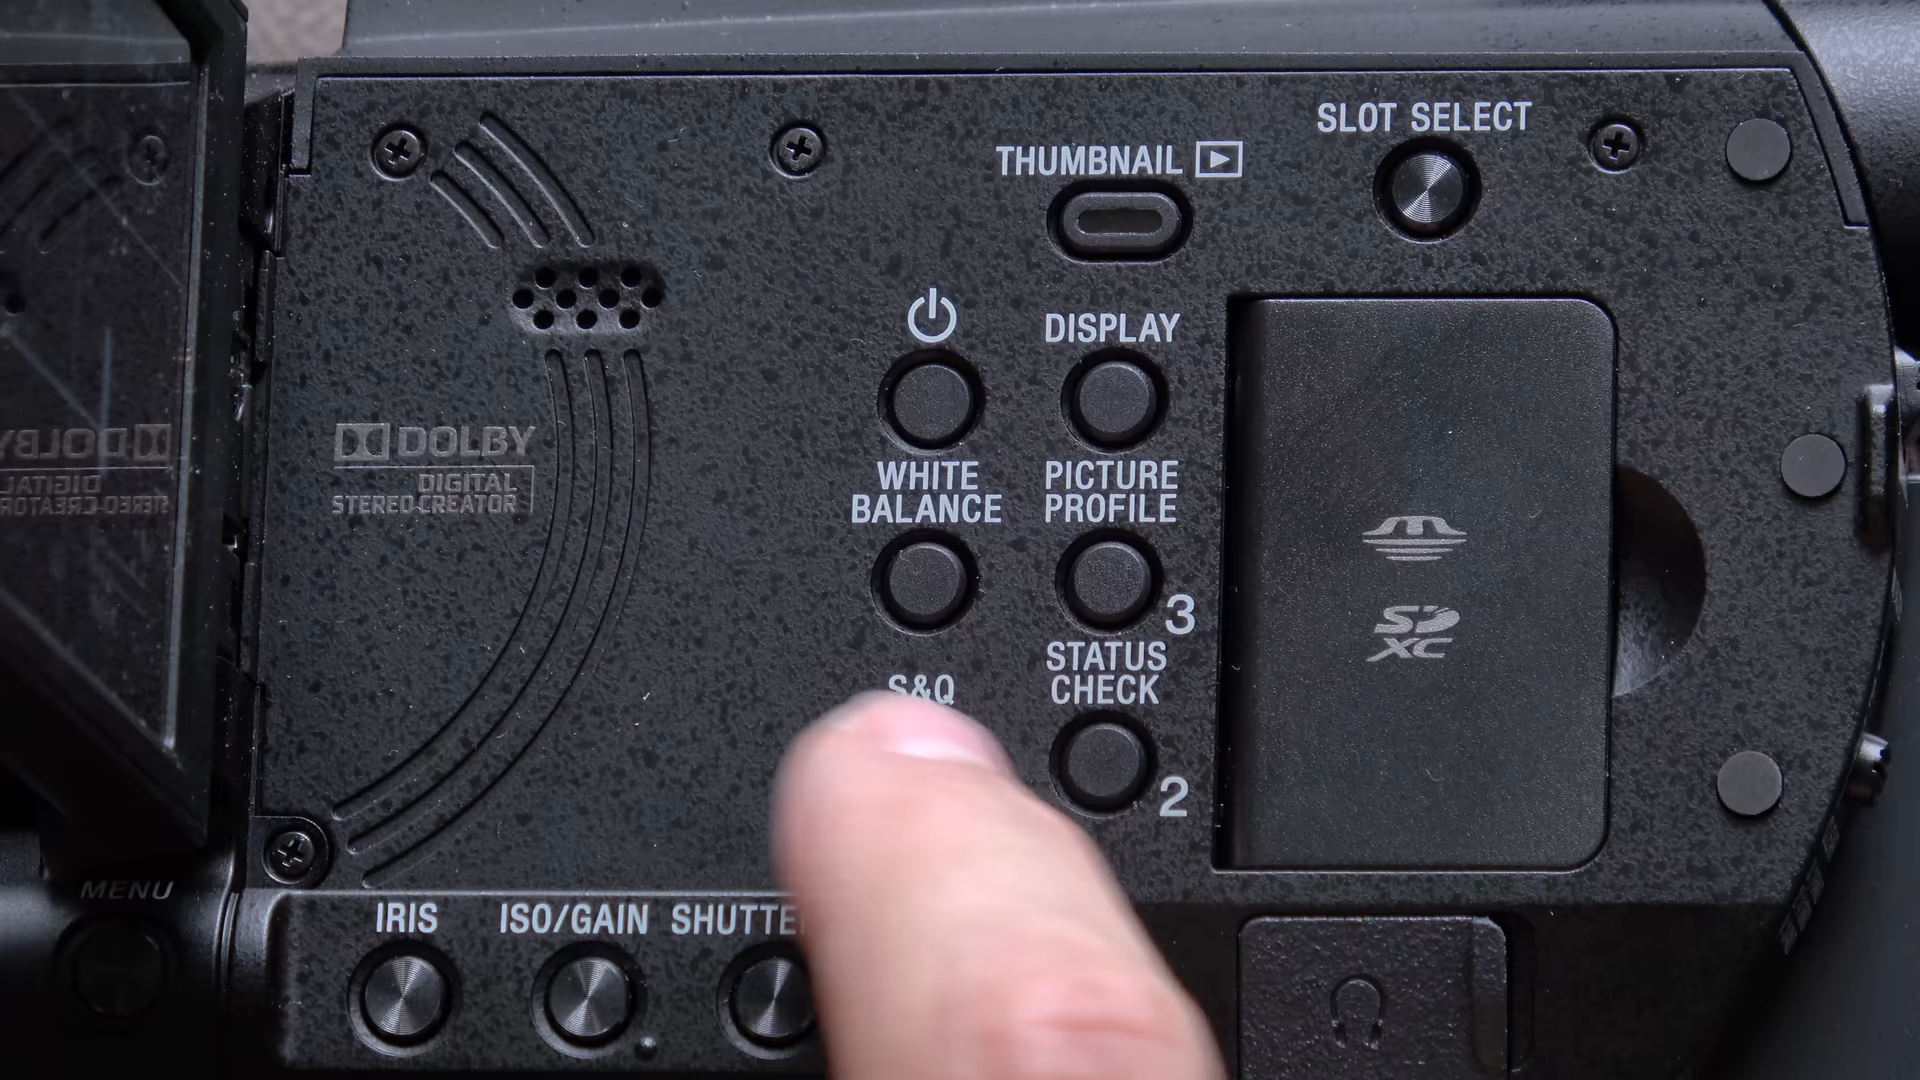 SLOT SELECT
THUMBNAIL
DISPLAY
DOLBY
DIGITAL
STEREO CREATOR
WHITE
BALANCE
PICTURE
PROFILE
3
SD
XC
STATUS
CHECK
S&Q
2
MENU
IRIS
ISO/GAIN
SHUTTE